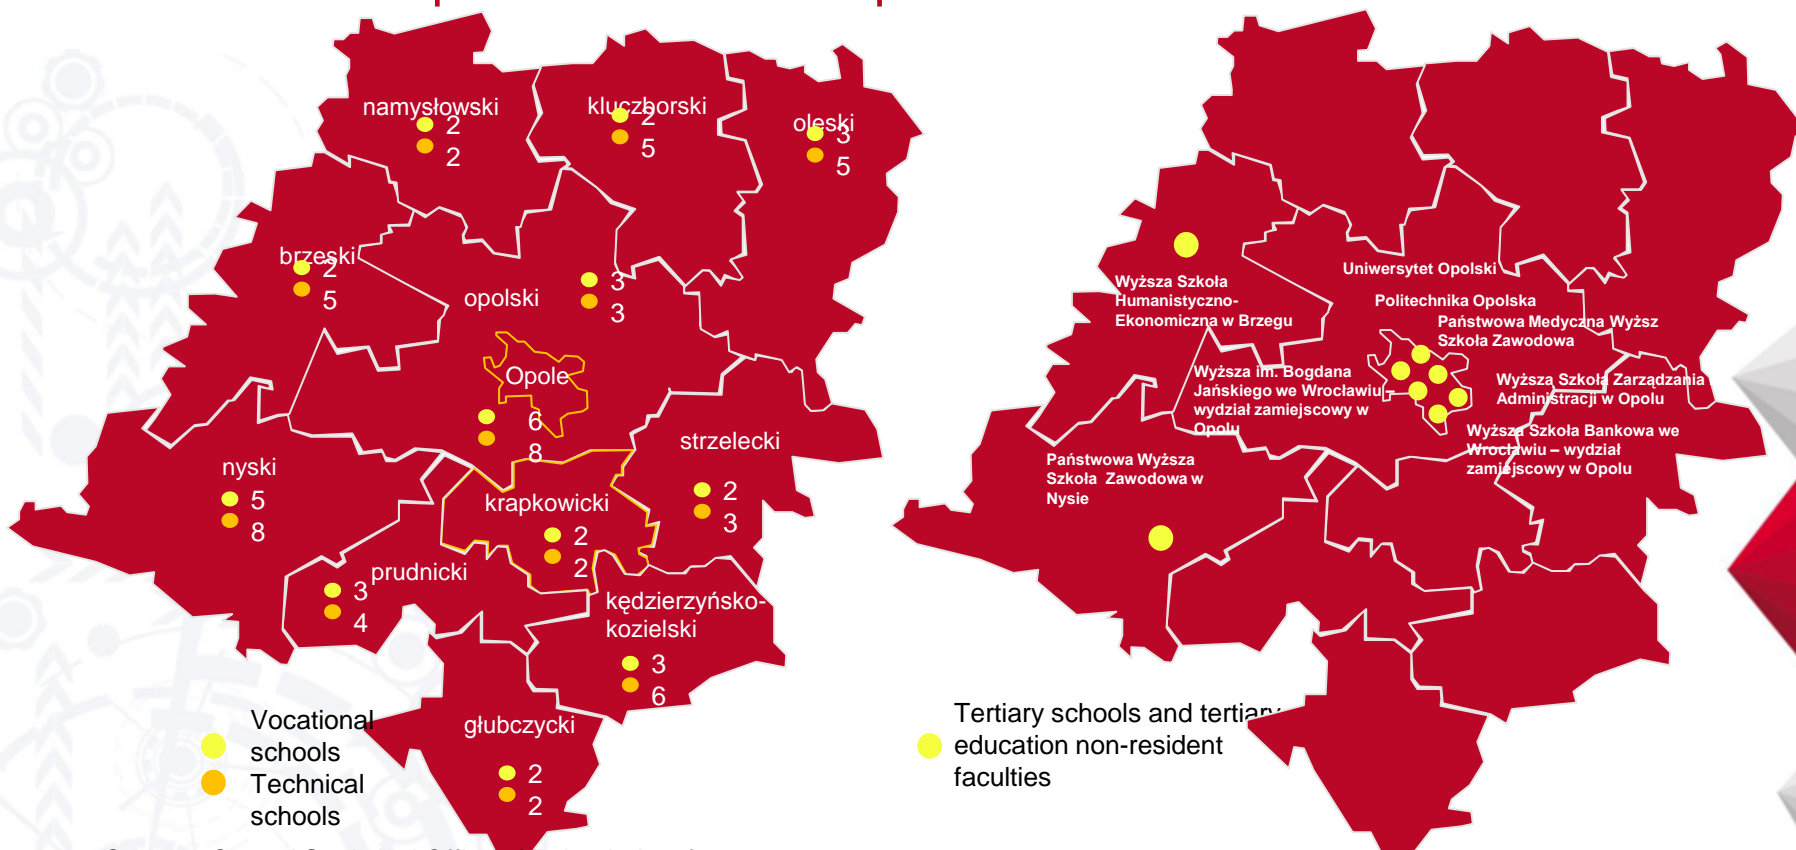 namysłowski
2
2
kluczborski
2
5
oleski
3
5
brzeski
2
5
opolski
3
3
Opole
6
8
strzelecki
2
3
nyski
5
8
krapkowicki
2
2
prudnicki
3
4
kędzierzyńsko-
kozielski
3
6
głubczycki
2
2
Vocational
schools
Technical
schools
Uniwersytet Opolski
Wyższa Szkoła
Humanistyczno-
Ekonomiczna w Brzegu
Politechnika Opolska
Państwowa Medyczna Wyższ
Szkoła Zawodowa
Wyższa im. Bogdana
Jańskiego we Wrocławiu –
wydział zamiejscowy w
Opolu
Wyższa Szkoła Zarządzania
Administracji w Opolu
Wyższa Szkoła Bankowa we
Wrocławiu – wydział
zamiejscowy w Opolu
Państwowa Wyższa
Szkoła Zawodowa w
Nysie
Tertiary schools and tertiary
education non-resident
faculties